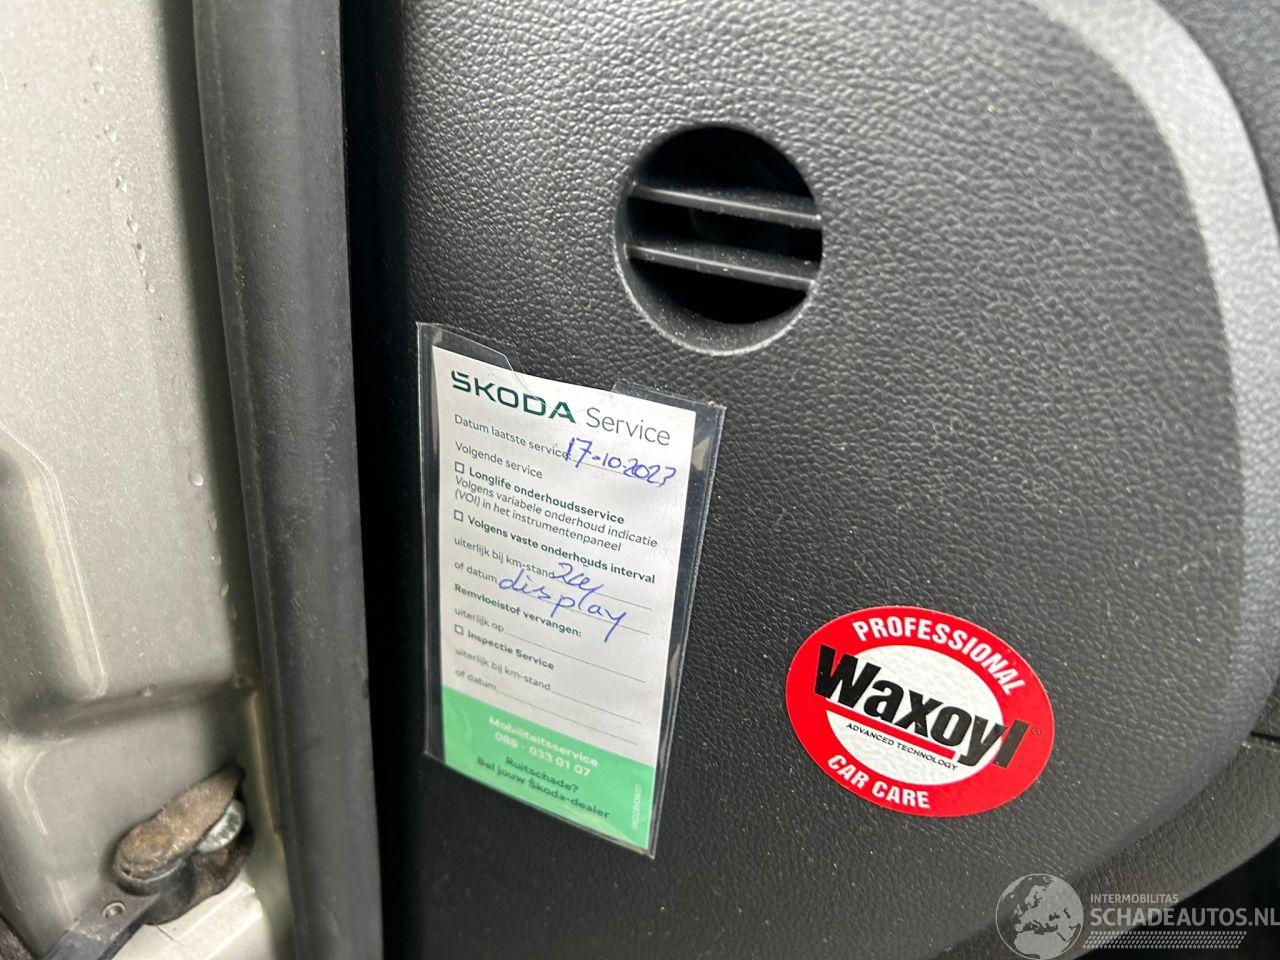 ŠKODA Service
Datum laatste service: 17-10-2023
Volgende service
Longlife onderhoudsservice
Volgens variabele onderhoud indicatie
(VOI) in het instrumentenpaneel
Volgens vaste onderhouds interval
uiterlijk bij km-stand zie
of datum display
Remvloeistof vervangen:
uiterlijk op
Inspectie Service
uiterlijk bij km-stand
of datum
Mobiliteitsservice
088 - 033 01 07
Ruitschade?
Bel jouw Škoda-dealer
PROFESSIONAL
Waxoyl®
ADVANCED TECHNOLOGY
CAR CARE
INTERMOBILITAS
SCHADEAUTOS.NL